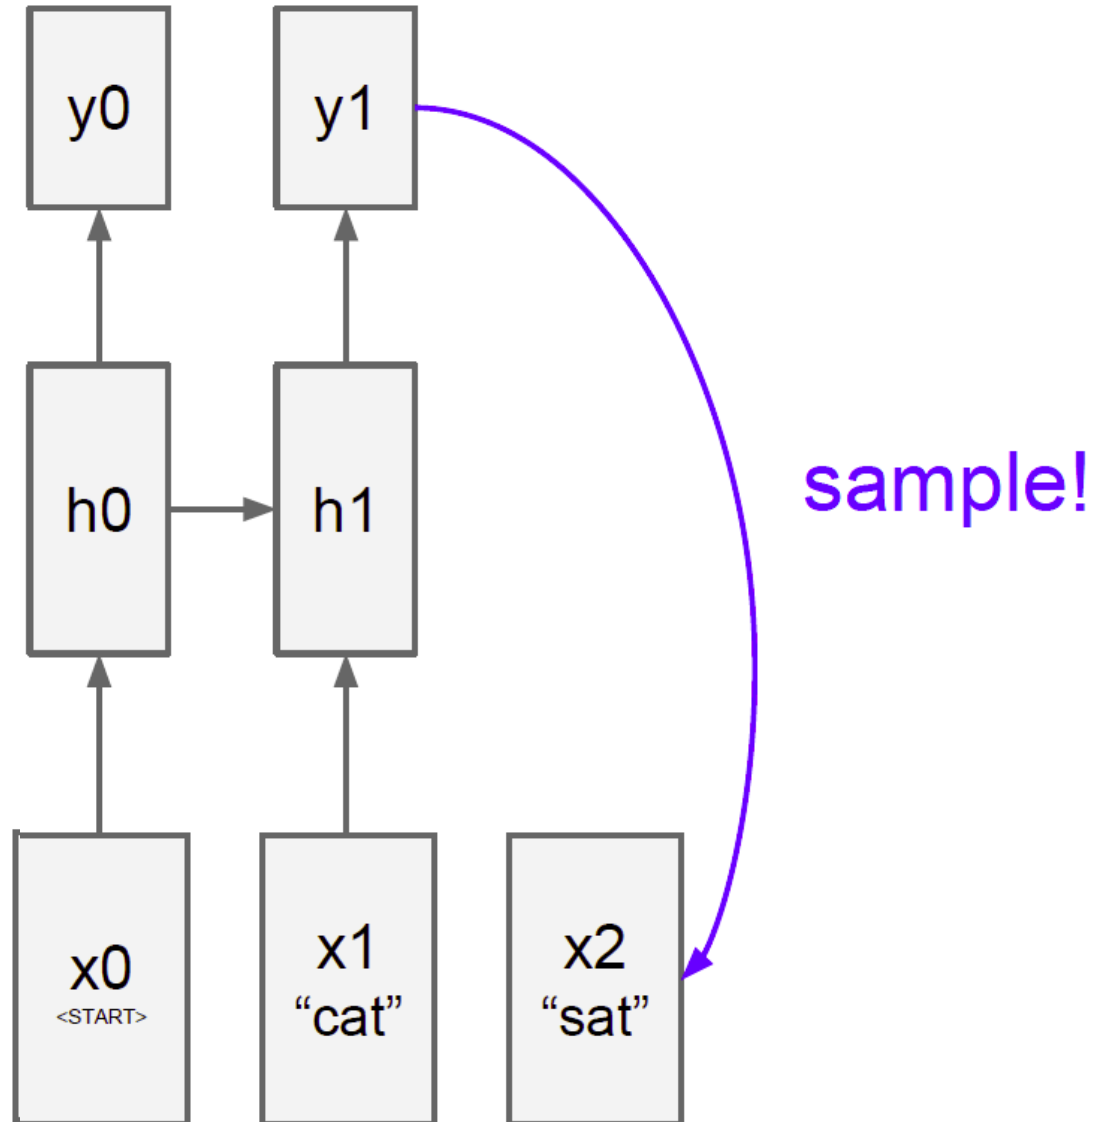 y0
y1
h0
h1
sample!
x0
<START>
x1
“cat”
x2
“sat”